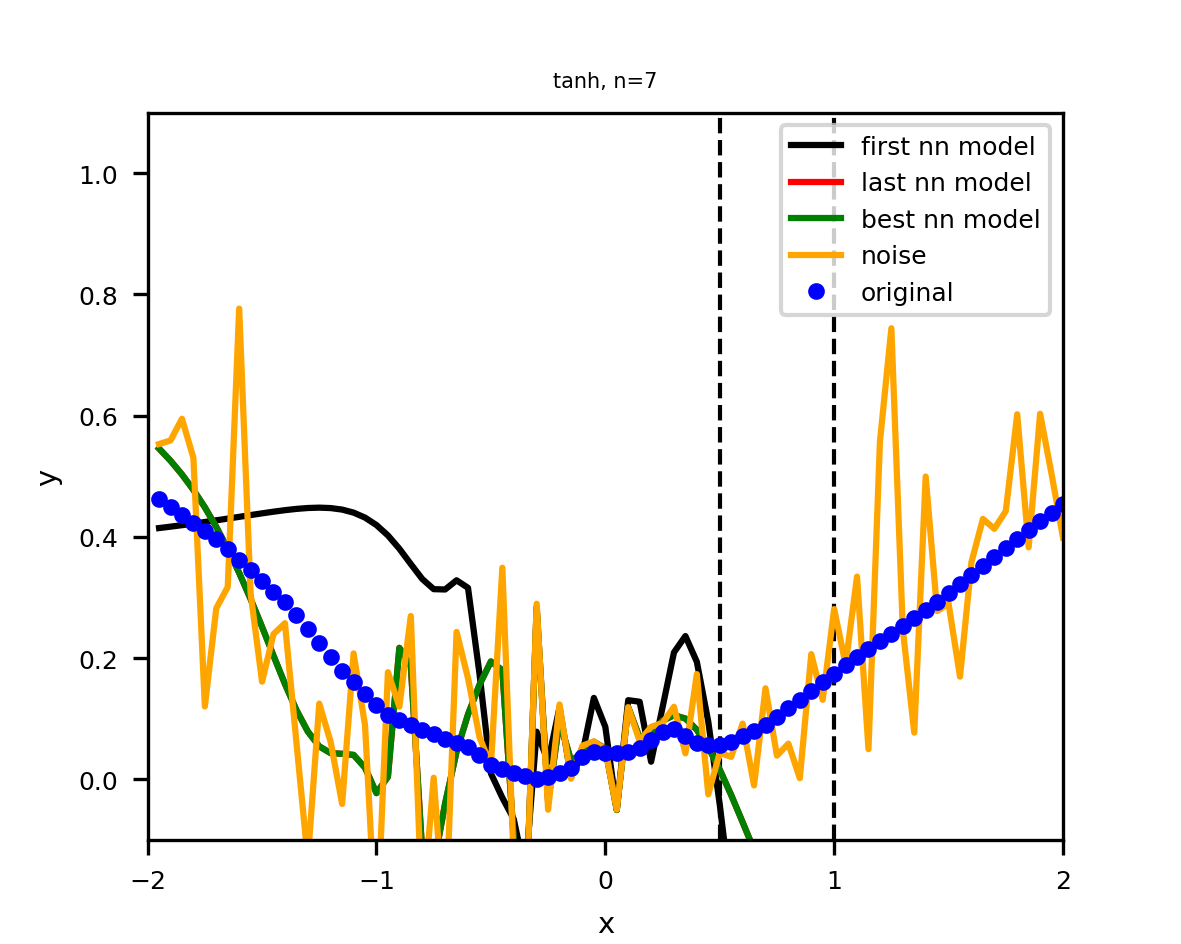 tanh, n=7
first nn model
last nn model
best nn model
noise
original
1.0
0.8
0.6
0.4
0.2
0.0
y
−2
−1
0
1
2
x